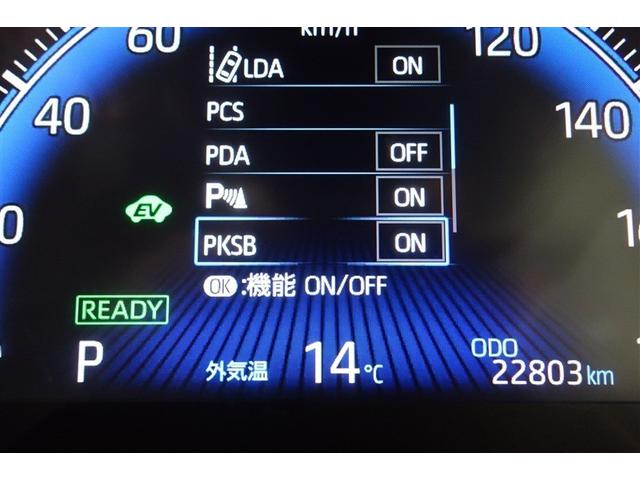 km/h
60
120
LDA ON
PCS
40
140
PDA OFF
P ON
EV
PKSB ON
OK:機能 ON/OFF
READY
P
外気温 14℃
ODO
22803km